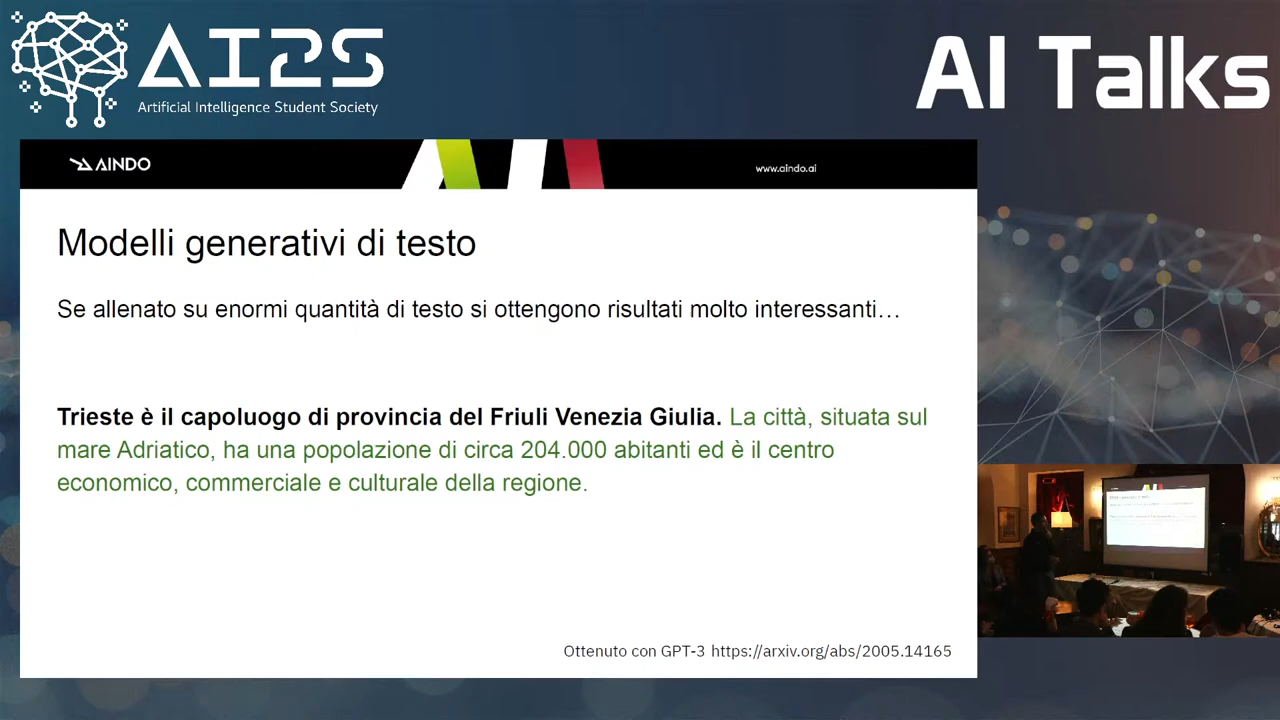 AI2S
Artificial Intelligence Student Society
AI Talks
AINDO
www.aindo.ai
Modelli generativi di testo
Se allenato su enormi quantità di testo si ottengono risultati molto interessanti…
Trieste è il capoluogo di provincia del Friuli Venezia Giulia. La città, situata sul
mare Adriatico, ha una popolazione di circa 204.000 abitanti ed è il centro
economico, commerciale e culturale della regione.
Ottenuto con GPT-3 https://arxiv.org/abs/2005.14165